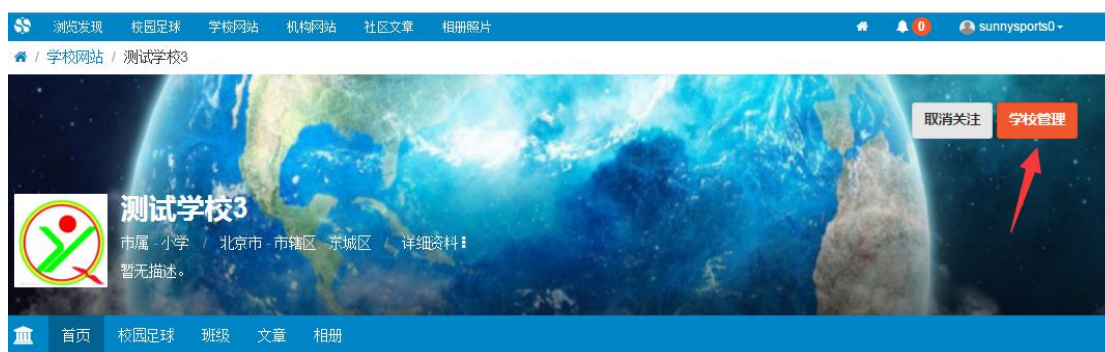 浏览发现 校园足球 学校网站 机构网站 社区文章 相册照片 0 sunnysports0
/ 学校网站 / 测试学校3
取消关注 学校管理
测试学校3
市属 - 小学 / 北京市 - 市辖区 东城区 / 详细资料
暂无描述。
首页 校园足球 班级 文章 相册